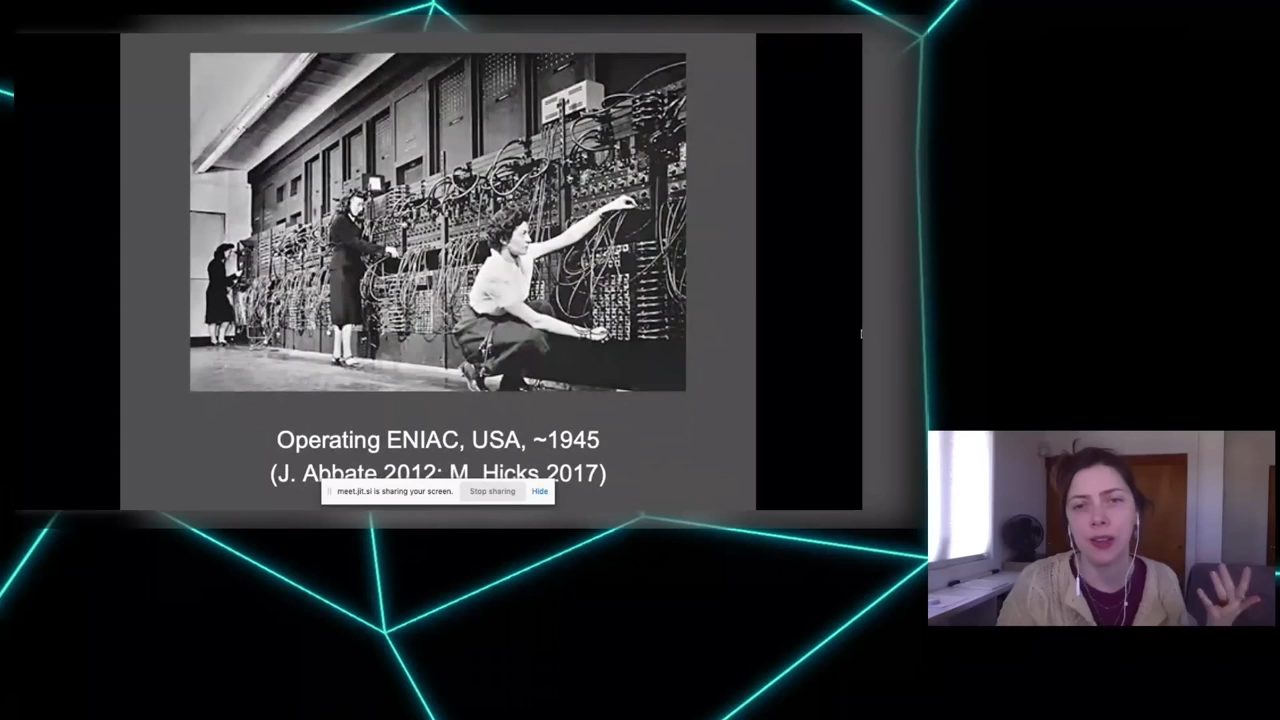 Operating ENIAC, USA, ~1945
(J. Abbate 2012; M. Hicks 2017)
meet.jit.si is sharing your screen. Stop sharing Hide